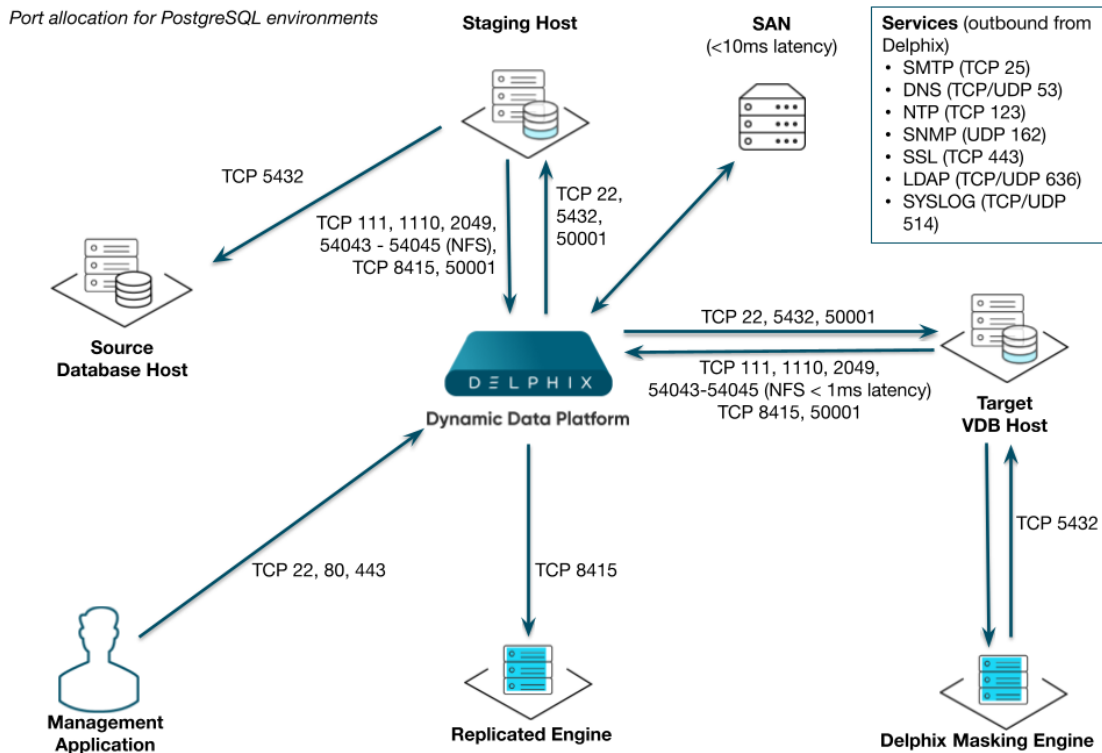 Port allocation for PostgreSQL environments
Staging Host
SAN
(<10ms latency)
Services (outbound from
Delphix)
• SMTP (TCP 25)
• DNS (TCP/UDP 53)
• NTP (TCP 123)
• SNMP (UDP 162)
• SSL (TCP 443)
• LDAP (TCP/UDP 636)
• SYSLOG (TCP/UDP
514)
TCP 5432
TCP 111, 1110, 2049,
54043 - 54045 (NFS),
TCP 8415, 50001
TCP 22,
5432,
50001
Source
Database Host
TCP 22, 5432, 50001
TCP 111, 1110, 2049,
54043-54045 (NFS < 1ms latency)
TCP 8415, 50001
DELPHIX
Dynamic Data Platform
Target
VDB Host
TCP 5432
TCP 22, 80, 443
TCP 8415
Management
Application
Replicated Engine
Delphix Masking Engine